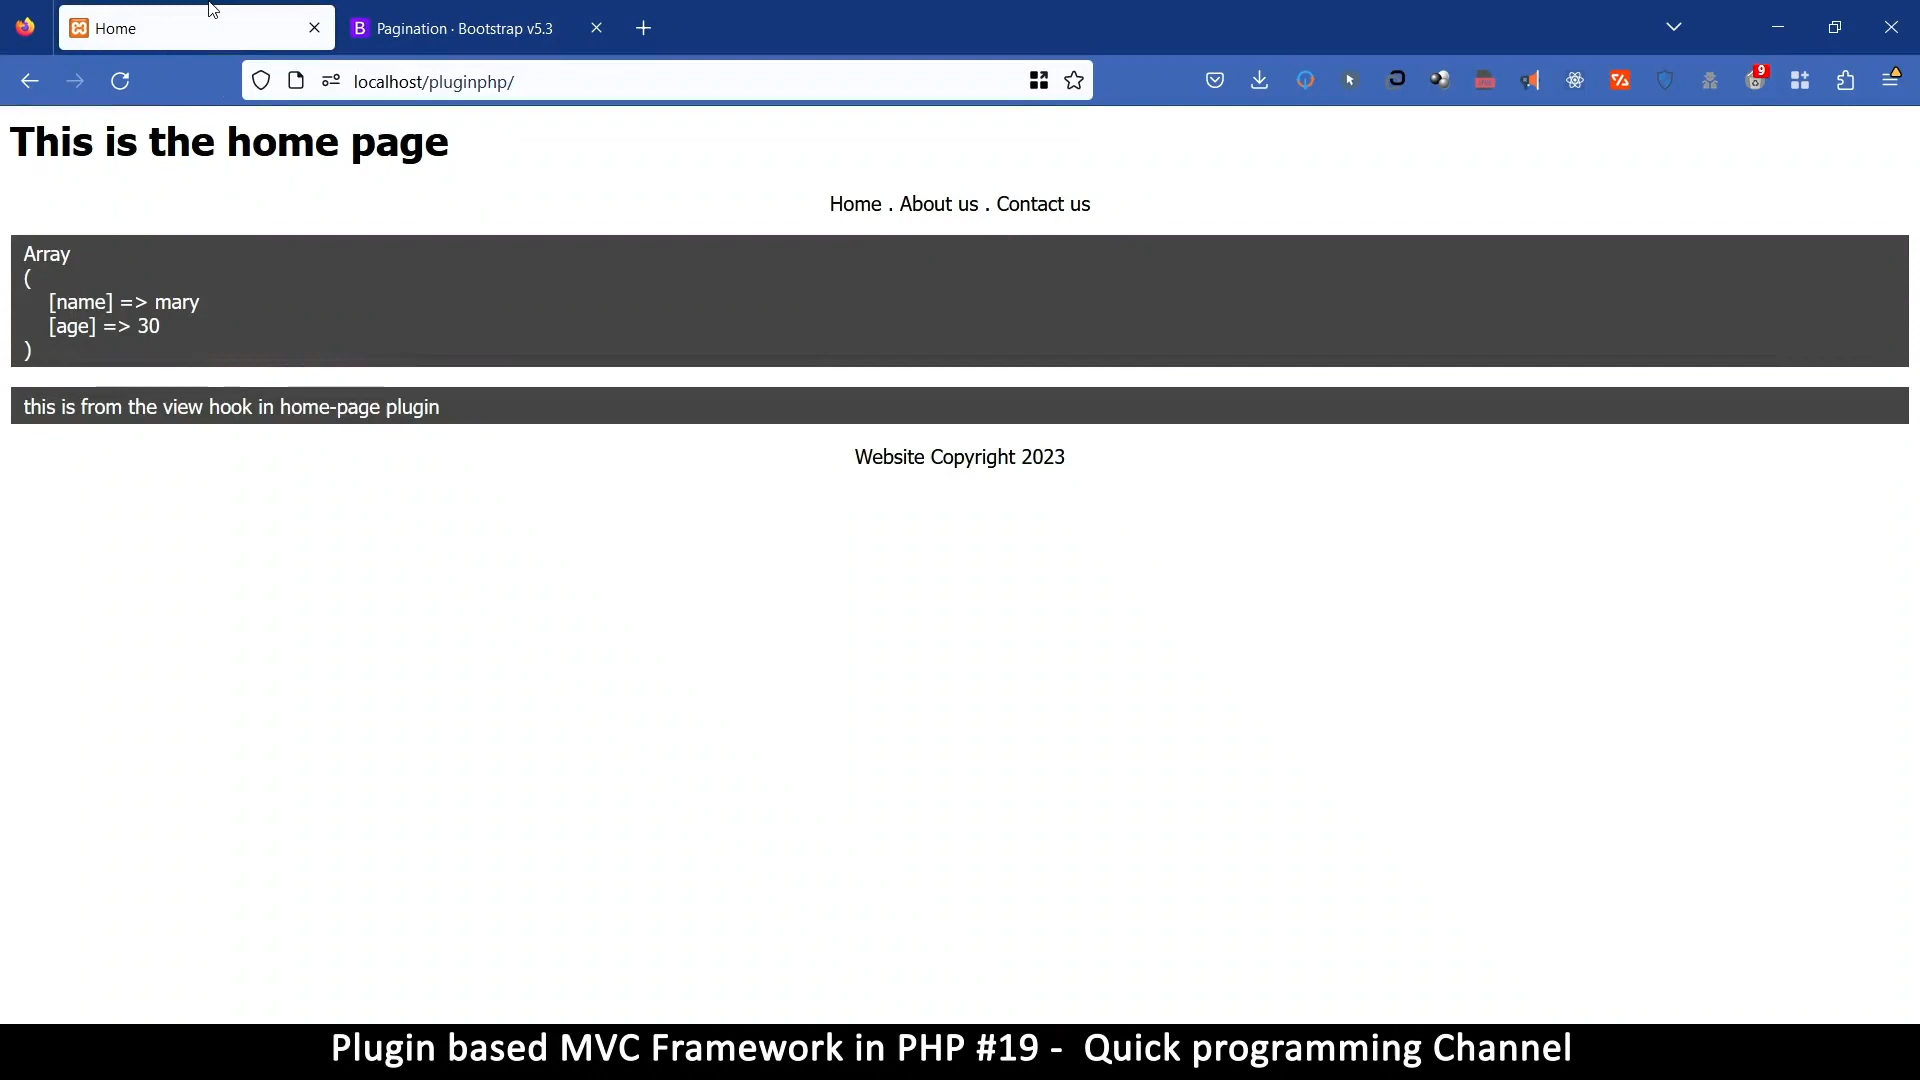 Home
Pagination · Bootstrap v5.3
localhost/pluginphp/
9
This is the home page
Home . About us . Contact us
Array
(
[name] => mary
[age] => 30
)
this is from the view hook in home-page plugin
Website Copyright 2023
Plugin based MVC Framework in PHP #19 - Quick programming Channel